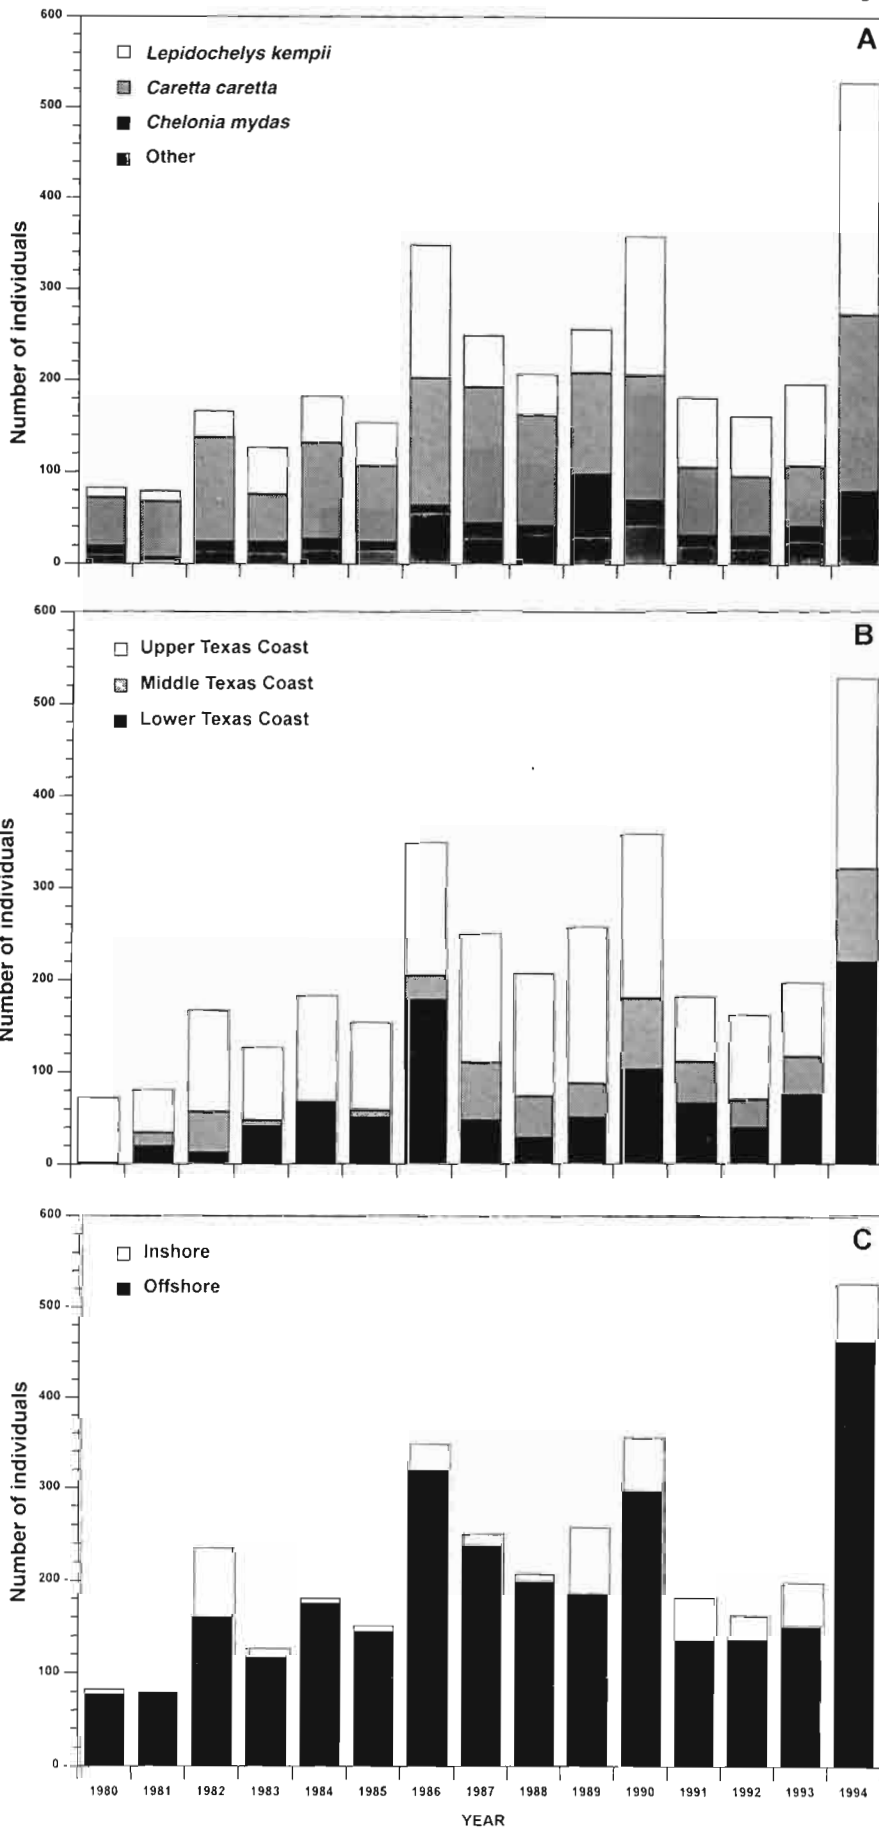 600
A
Lepidochelys kempii
500
Caretta caretta
Chelonia mydas
Other
400
300
200
100
0
Number of individuals
600
B
Upper Texas Coast
Middle Texas Coast
500
Lower Texas Coast
400
300
200
100
0
Number of individuals
600
C
Inshore
Offshore
500
400
300
200
100
0
Number of individuals
1980 1981 1982 1983 1984 1985 1986 1987 1988 1989 1990 1991 1992 1993 1994
YEAR